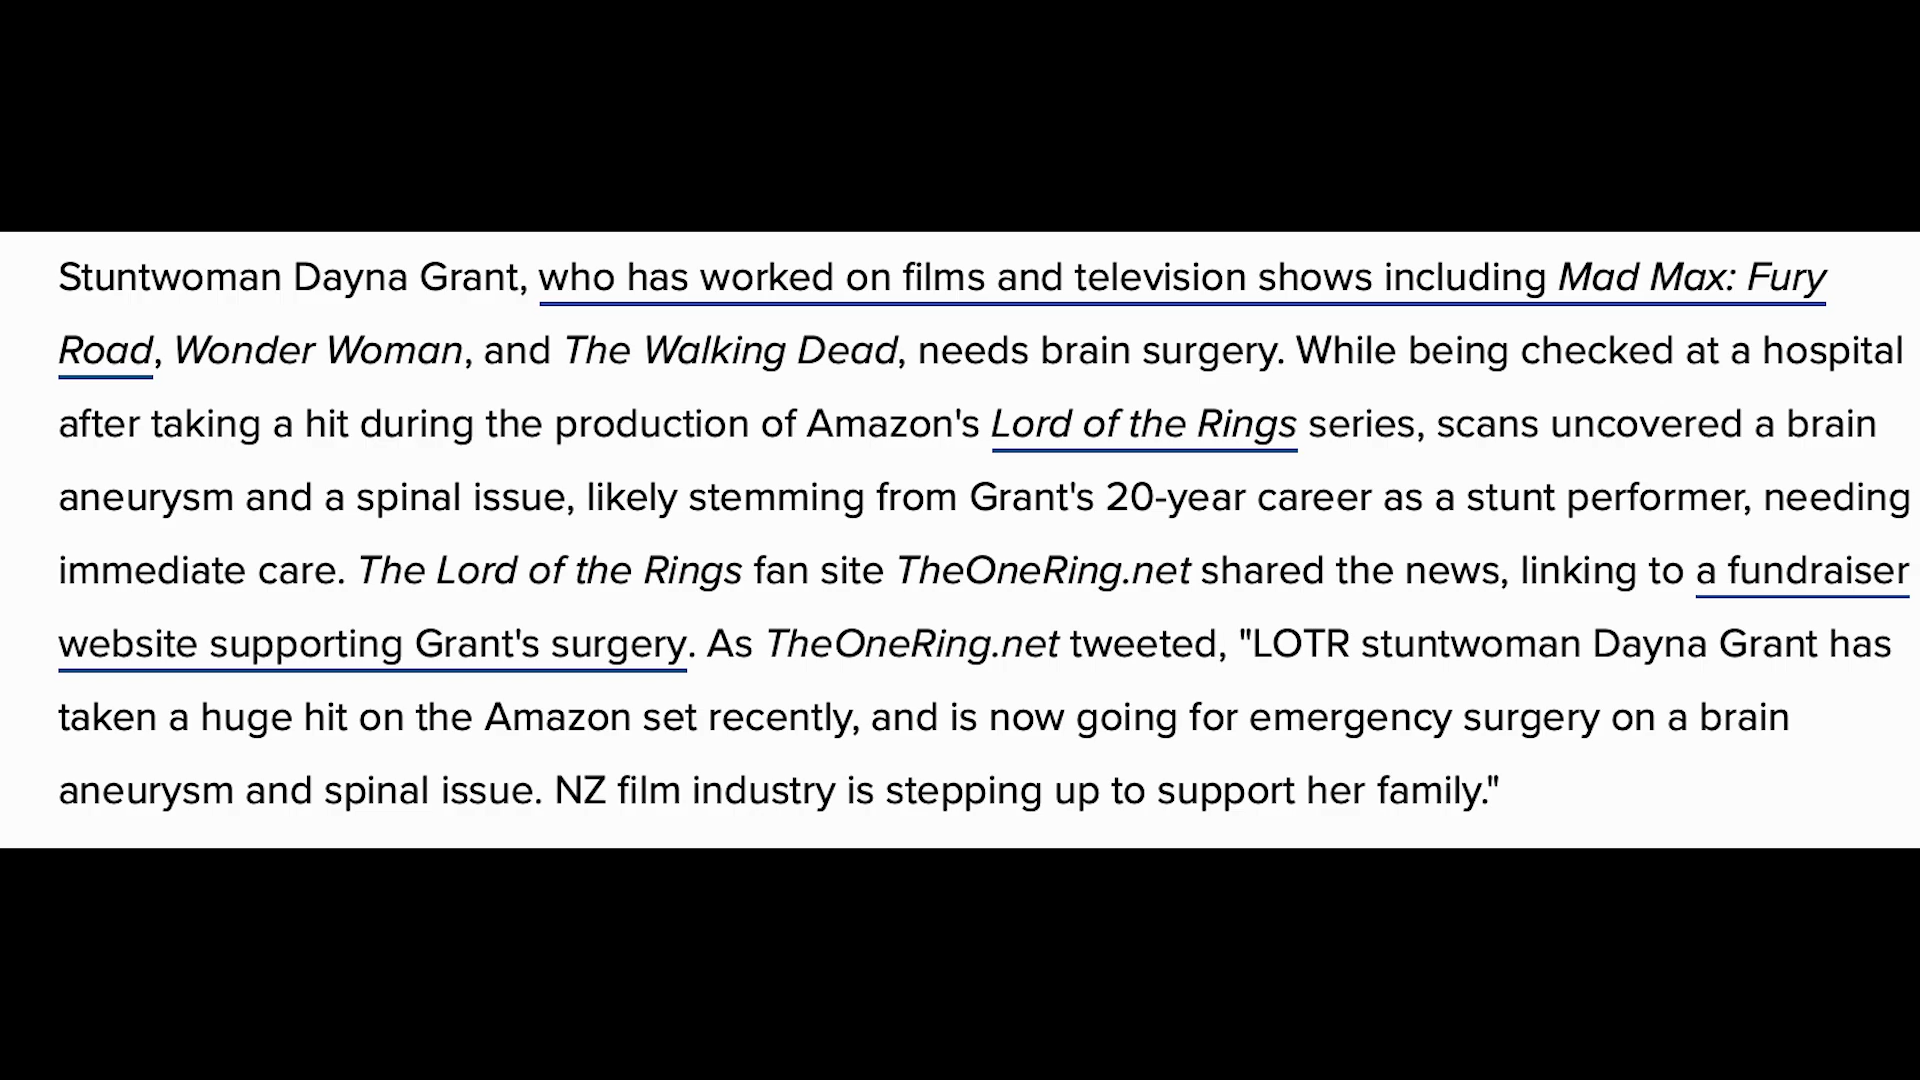 Stuntwoman Dayna Grant, who has worked on films and television shows including Mad Max: Fury
Road, Wonder Woman, and The Walking Dead, needs brain surgery. While being checked at a hospital
after taking a hit during the production of Amazon's Lord of the Rings series, scans uncovered a brain
aneurysm and a spinal issue, likely stemming from Grant's 20-year career as a stunt performer, needing
immediate care. The Lord of the Rings fan site TheOneRing.net shared the news, linking to a fundraiser
website supporting Grant's surgery. As TheOneRing.net tweeted, "LOTR stuntwoman Dayna Grant has
taken a huge hit on the Amazon set recently, and is now going for emergency surgery on a brain
aneurysm and spinal issue. NZ film industry is stepping up to support her family."